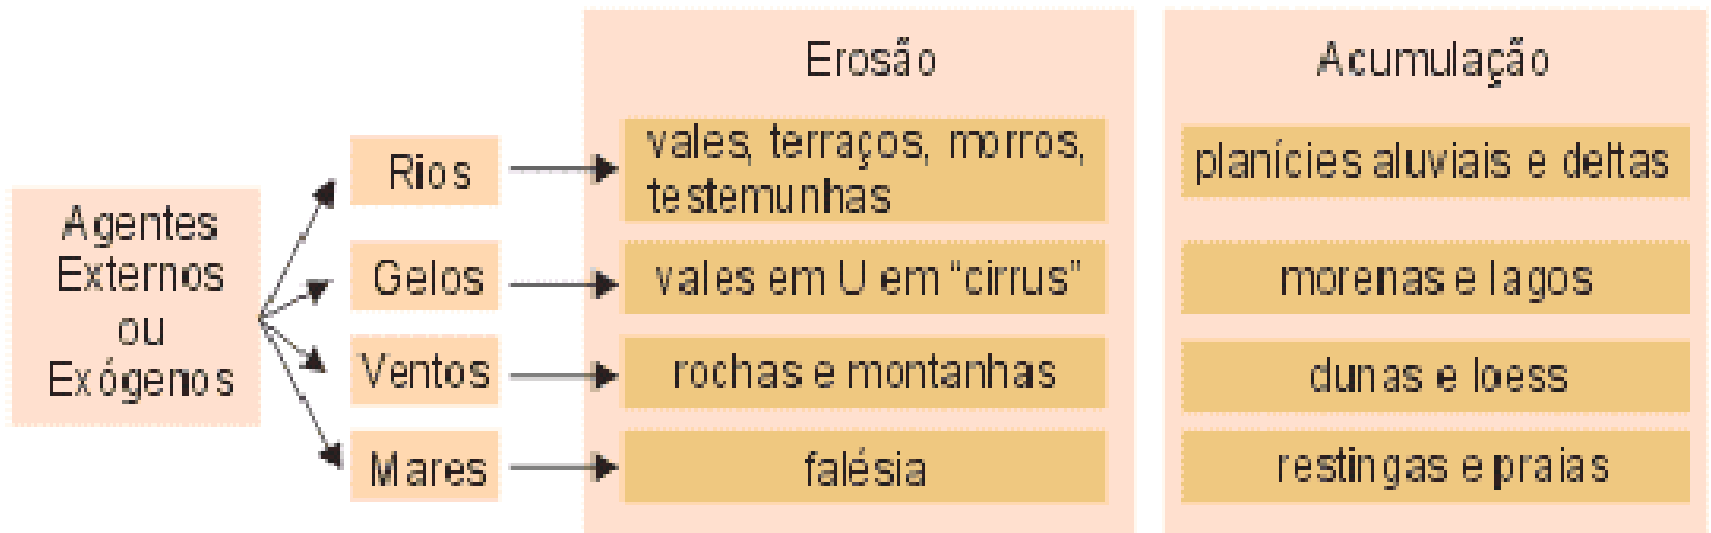 Agentes
Externos
ou
Exógenos
Rios
Gelos
Ventos
Mares
Erosão
vales, terraços, morros,
testemunhas
vales em U em “cirrus”
rochas e montanhas
falésia
Acumulação
planícies aluviais e deltas
morenas e lagos
dunas e loess
restingas e praias